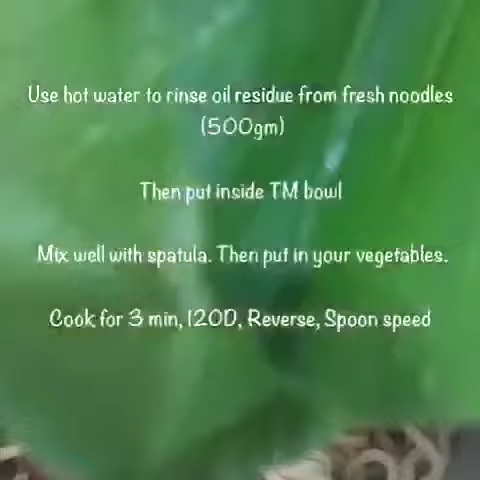 Use hot water to rinse oil residue from fresh noodles
(500gm)
Then put inside TM bowl
Mix well with spatula. Then put in your vegetables.
Cook for 3 min, 120D, Reverse, Spoon speed